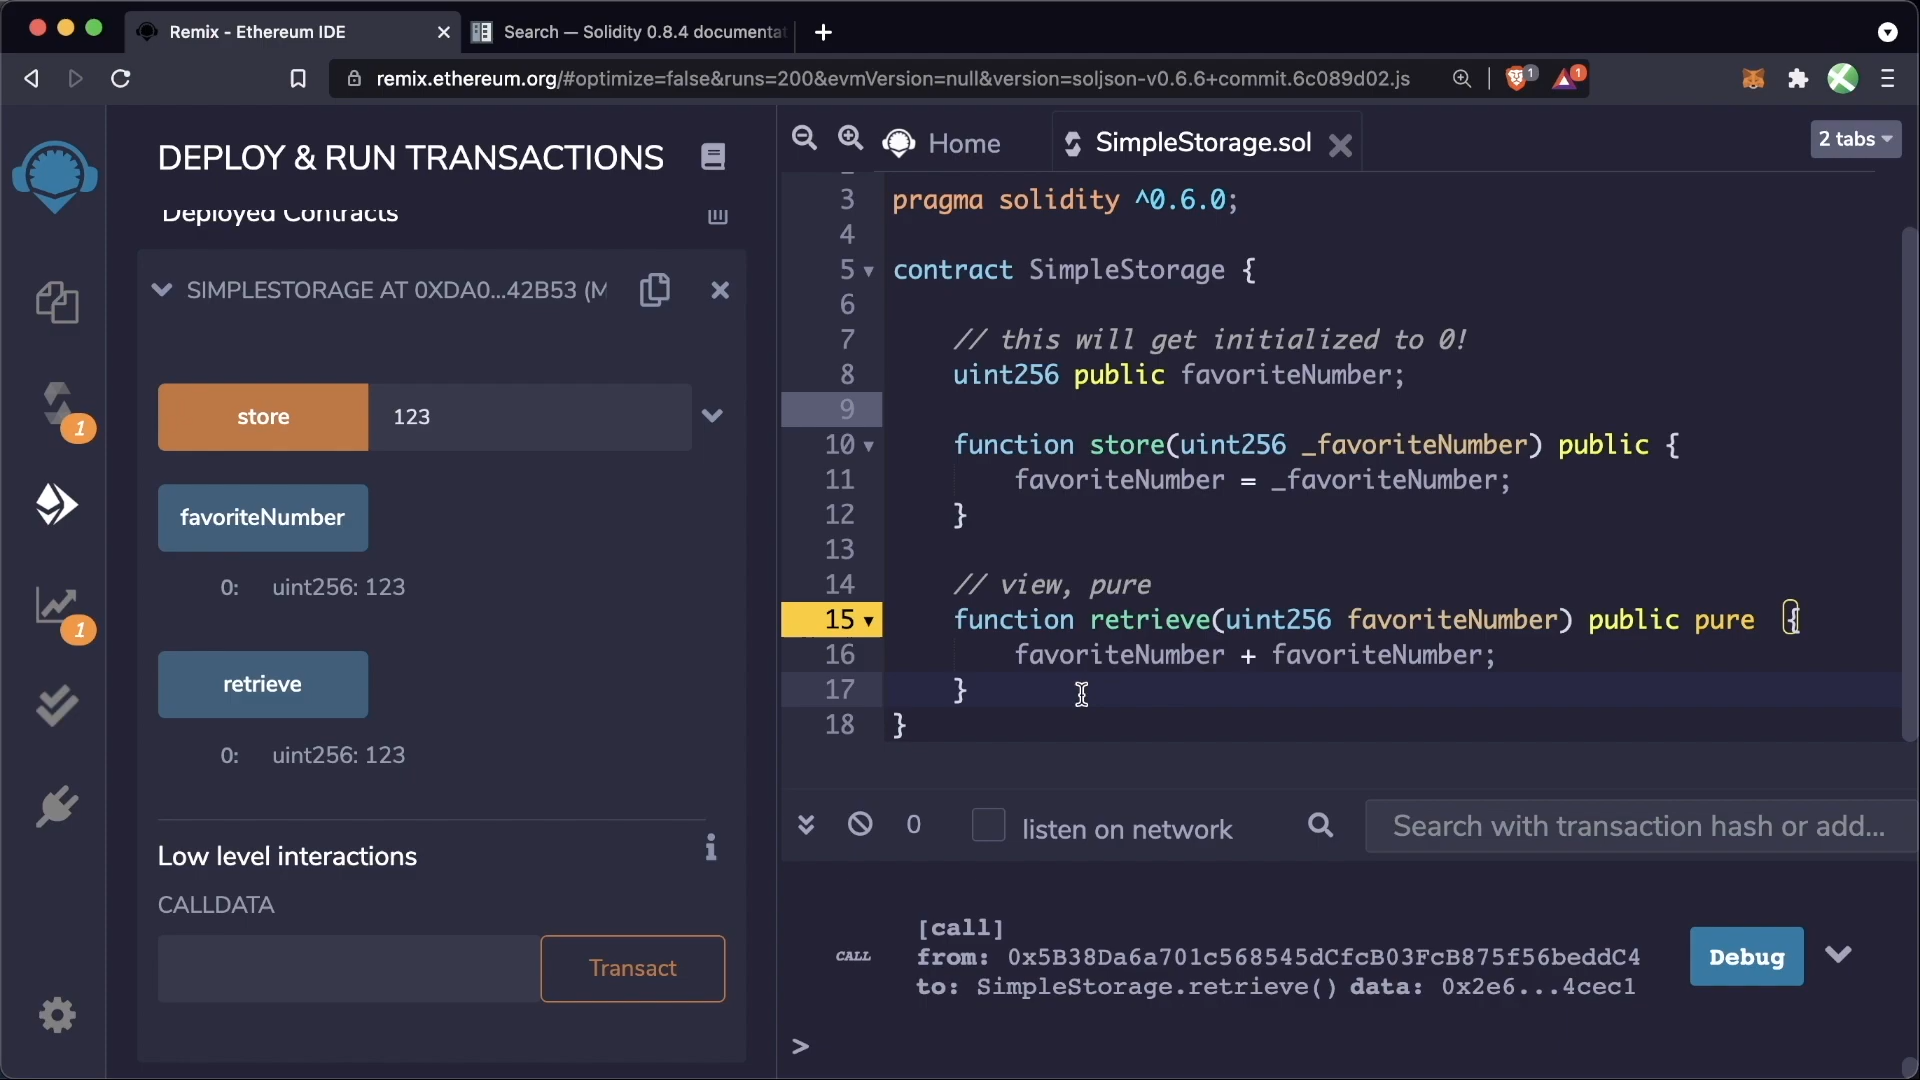 Remix - Ethereum IDE
Search — Solidity 0.8.4 documentat
remix.ethereum.org/#optimize=false&runs=200&evmVersion=null&version=soljson-v0.6.6+commit.6c089d02.js
1
1
DEPLOY & RUN TRANSACTIONS
Deployed Contracts
SIMPLESTORAGE AT 0XDA0...42B53 (M
store
123
favoriteNumber
0: uint256: 123
retrieve
0: uint256: 123
Low level interactions
CALLDATA
Transact
1
1
Home
SimpleStorage.sol
2 tabs
3 pragma solidity ^0.6.0;
4
5 contract SimpleStorage {
6
7 // this will get initialized to 0!
8 uint256 public favoriteNumber;
9
10 function store(uint256 _favoriteNumber) public {
11 favoriteNumber = _favoriteNumber;
12 }
13
14 // view, pure
15 function retrieve(uint256 favoriteNumber) public pure {
16 favoriteNumber + favoriteNumber;
17 }
18 }
0
listen on network
Search with transaction hash or add...
CALL
[call]
from: 0x5B38Da6a701c568545dCfcB03FcB875f56beddC4
to: SimpleStorage.retrieve() data: 0x2e6...4cec1
Debug
>